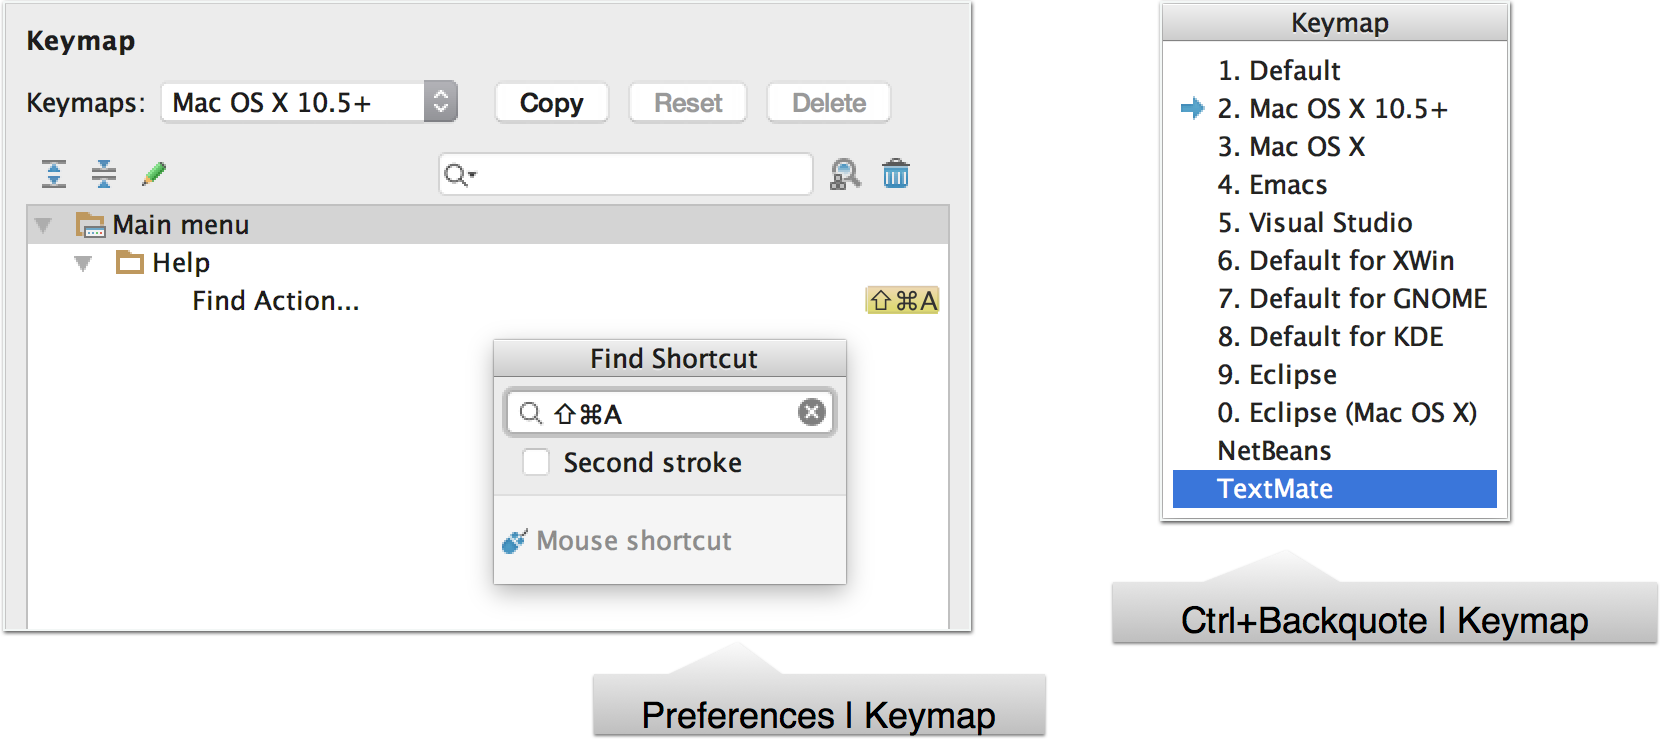 Keymap
Keymaps: Mac OS X 10.5+ Copy Reset Delete
Main menu
Help
Find Action... ⇧⌘A
Find Shortcut
⇧⌘A
Second stroke
Mouse shortcut
Preferences | Keymap
Keymap
1. Default
2. Mac OS X 10.5+
3. Mac OS X
4. Emacs
5. Visual Studio
6. Default for XWin
7. Default for GNOME
8. Default for KDE
9. Eclipse
0. Eclipse (Mac OS X)
NetBeans
TextMate
Ctrl+Backquote | Keymap